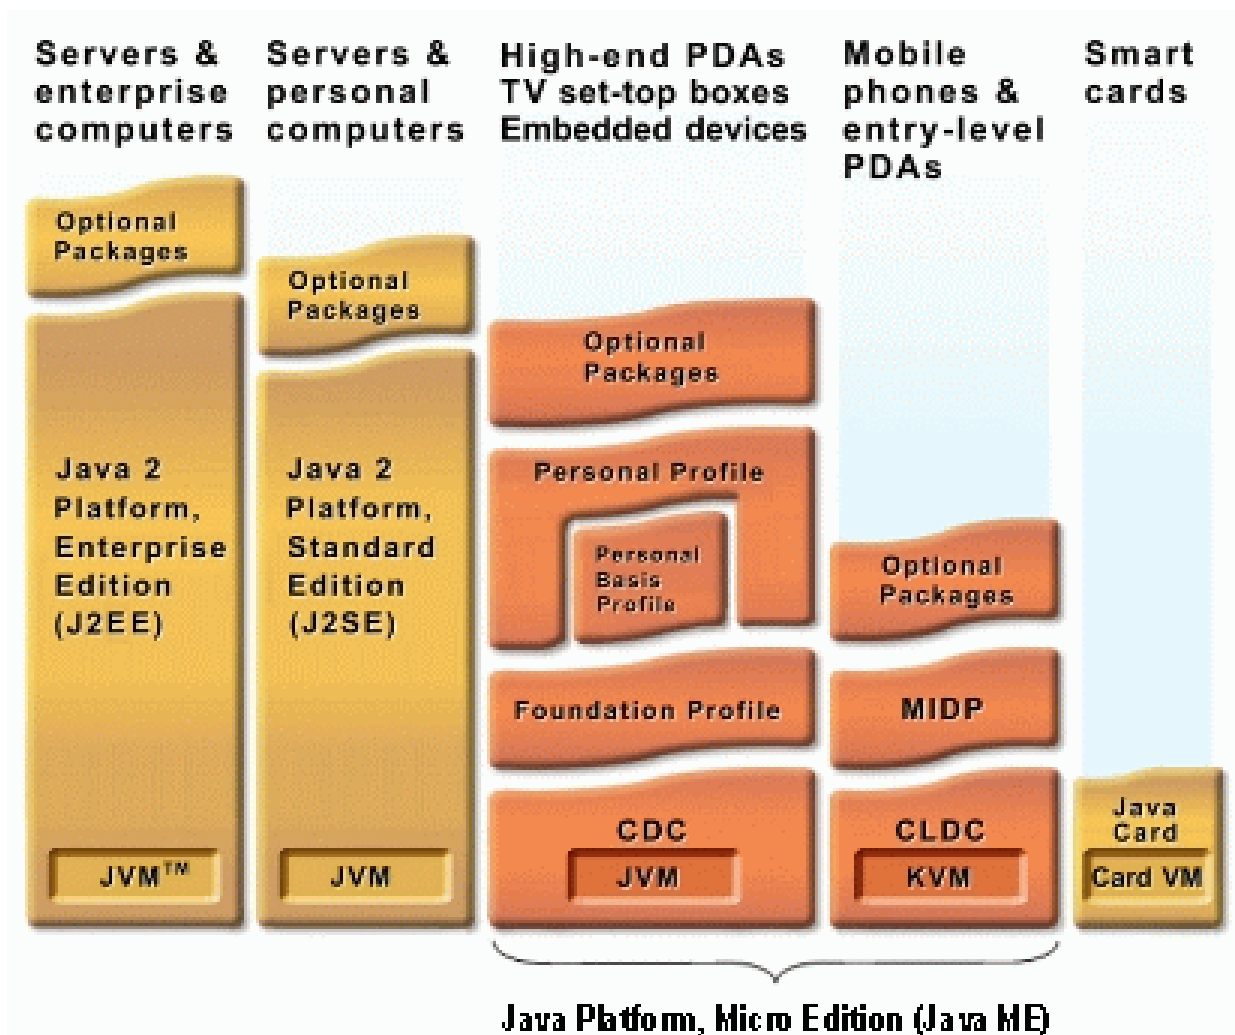 Servers &
enterprise
computers
Optional
Packages
Java 2
Platform,
Enterprise
Edition
(J2EE)
JVM™
Servers &
personal
computers
Optional
Packages
Java 2
Platform,
Standard
Edition
(J2SE)
JVM
High-end PDAs
TV set-top boxes
Embedded devices
Optional
Packages
Personal Profile
Personal
Basis
Profile
Foundation Profile
CDC
JVM
Mobile
phones &
entry-level
PDAs
Optional
Packages
MIDP
CLDC
KVM
Smart
cards
Java
Card
Card VM
Java Platform, Micro Edition (Java ME)